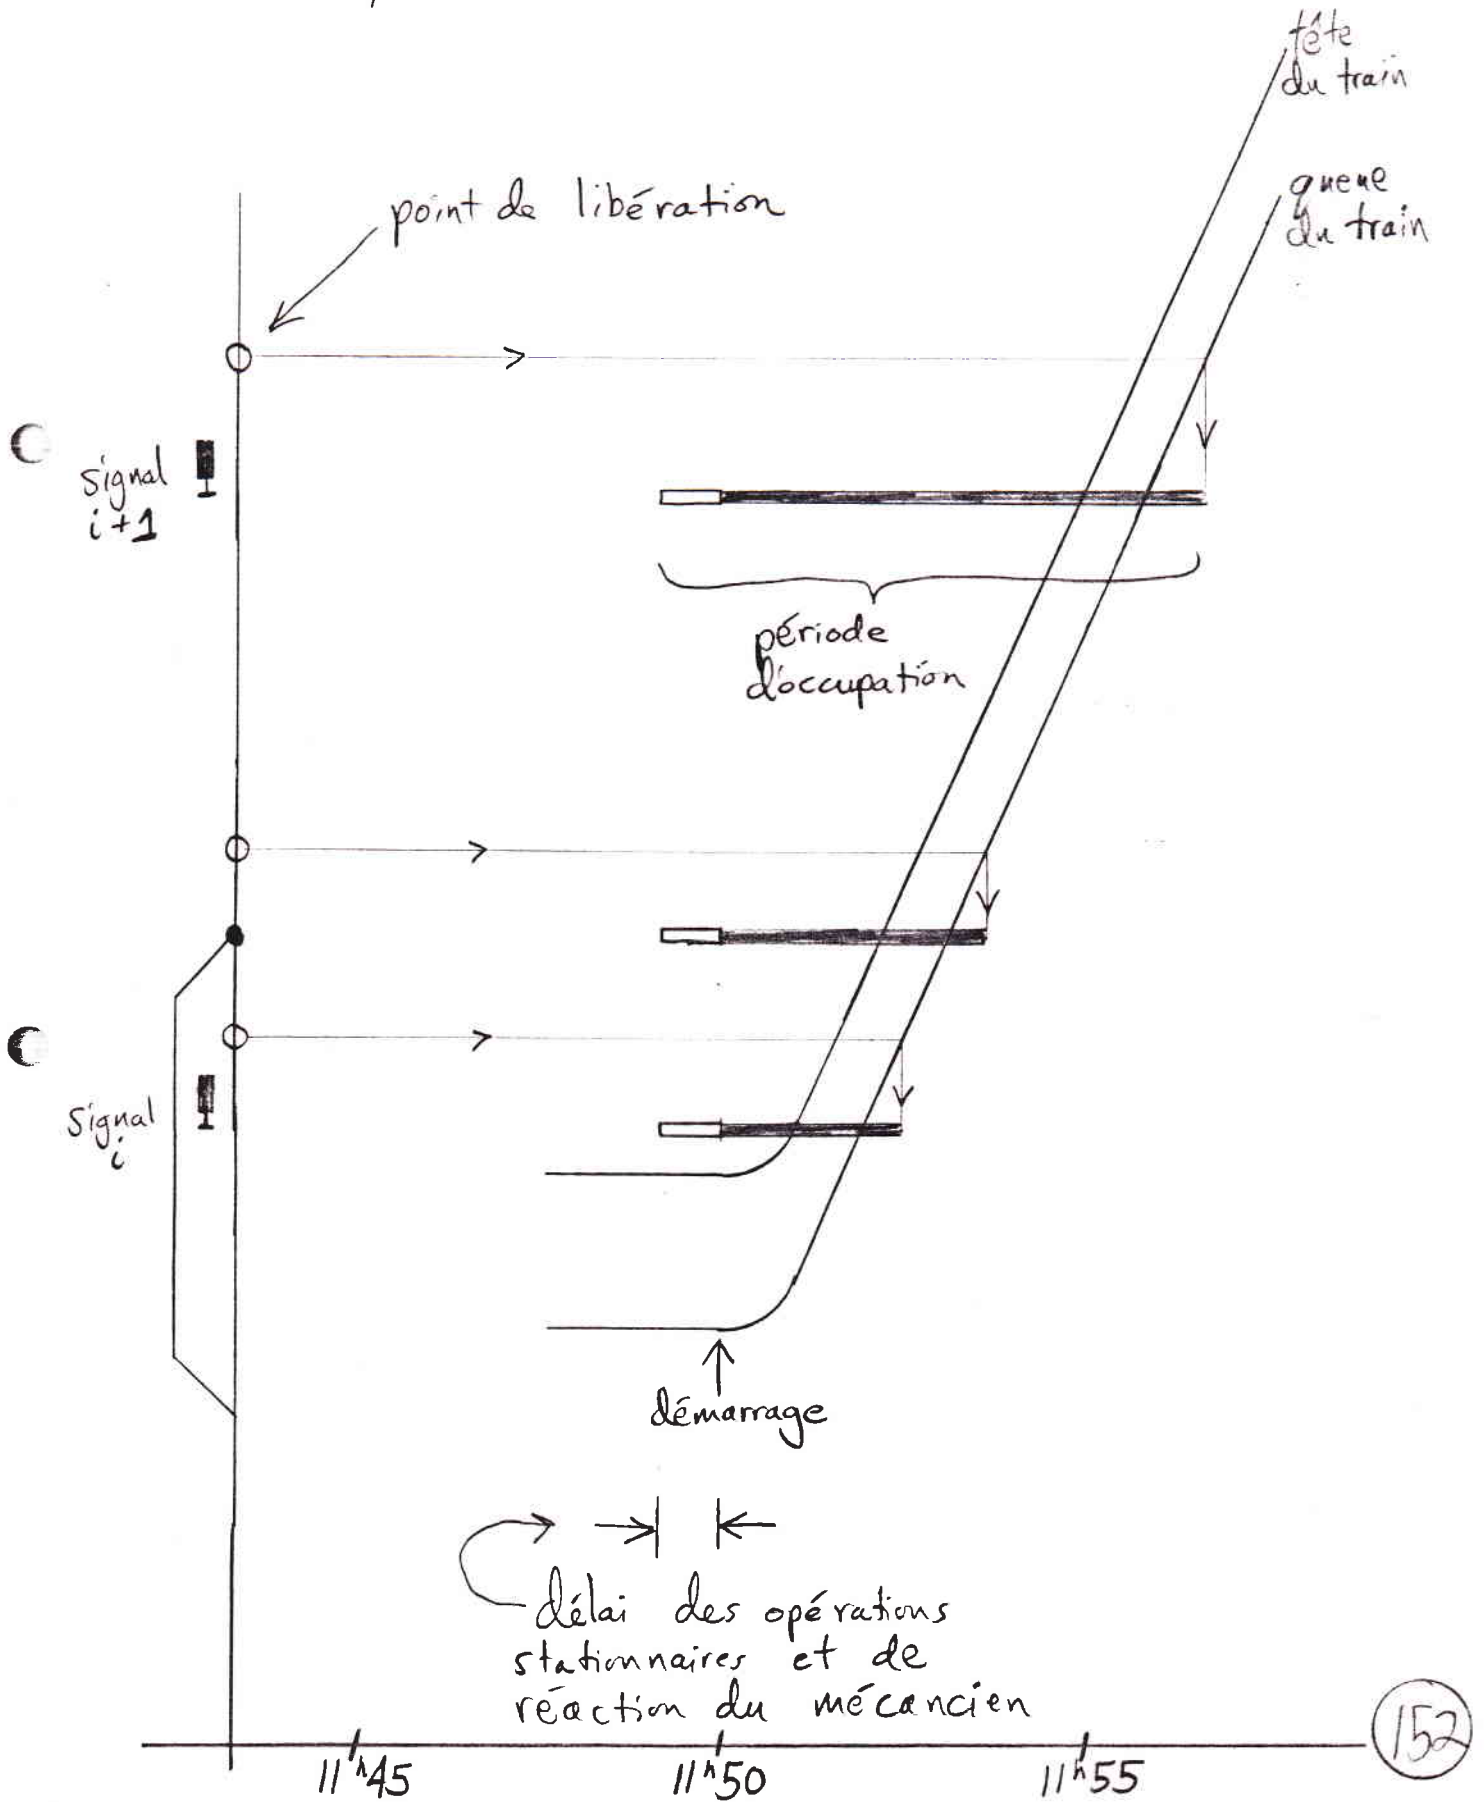 tête
du train
queue
du train
point de libération
signal
i+1
période
d'occupation
signal
i
démarrage
délai des opérations
stationnaires et de
réaction du mécancien
11h45
11h50
11h55
152